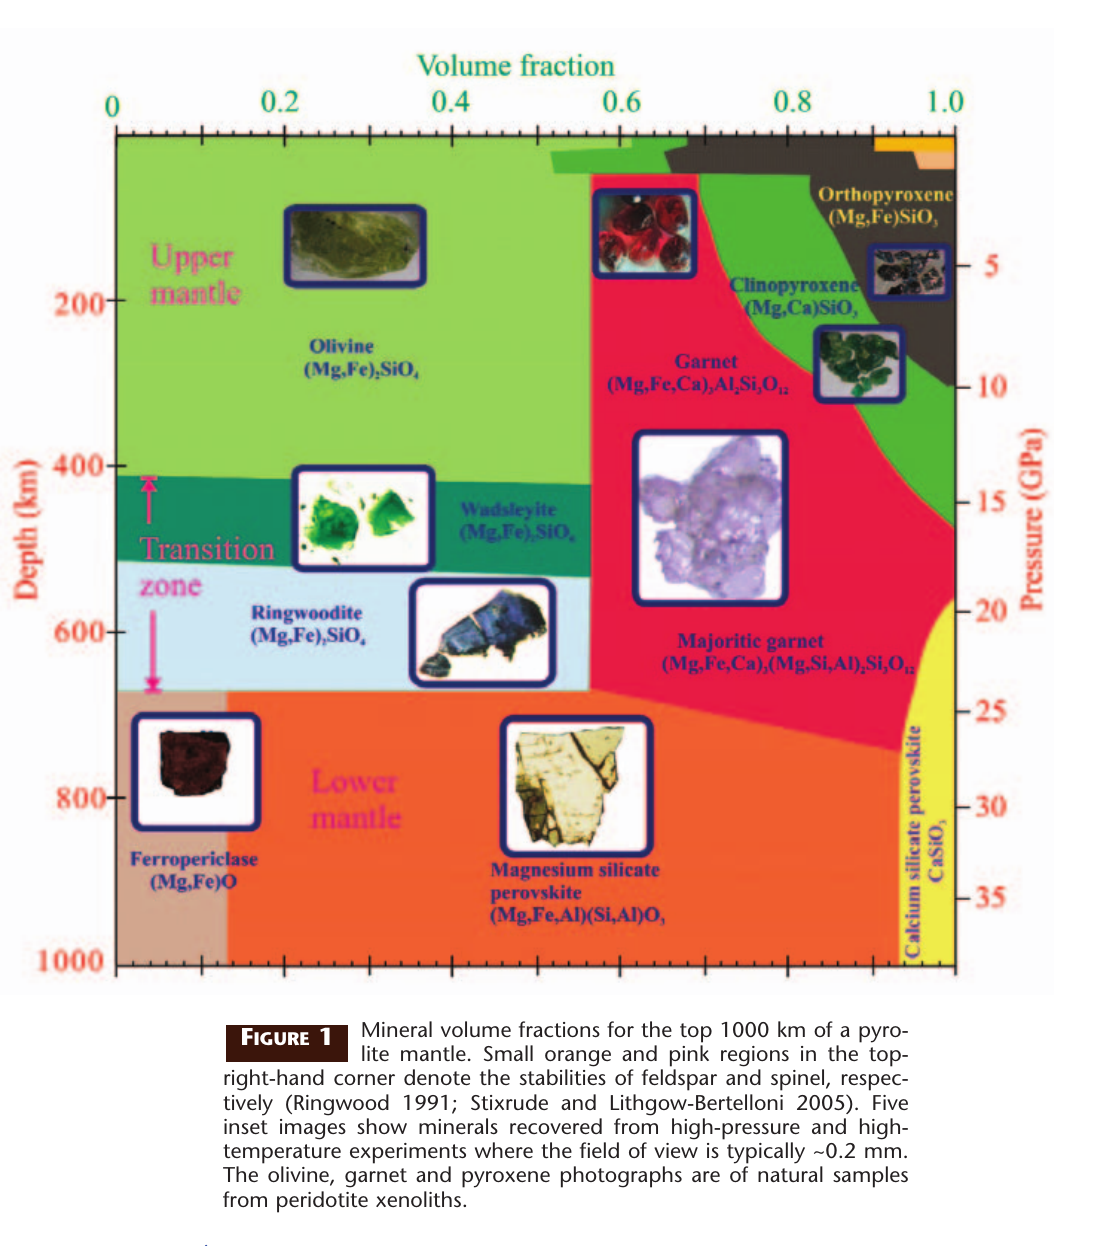 Volume fraction
0 0.2 0.4 0.6 0.8 1.0
Depth (km)
200
400
600
800
1000
Pressure (GPa)
5
10
15
20
25
30
35
Upper
mantle
Olivine
(Mg,Fe)₂SiO₄
Orthopyroxene
(Mg,Fe)SiO₃
Clinopyroxene
(Mg,Ca)SiO₃
Garnet
(Mg,Fe,Ca)₃Al₂Si₃O₁₂
Transition
zone
Wadsleyite
(Mg,Fe)₂SiO₄
Ringwoodite
(Mg,Fe)₂SiO₄
Majoritic garnet
(Mg,Fe,Ca)₃(Mg,Si,Al)₂Si₃O₁₂
Lower
mantle
Ferropericlase
(Mg,Fe)O
Magnesium silicate
perovskite
(Mg,Fe,Al)(Si,Al)O₃
Calcium silicate perovskite
CaSiO₃
FIGURE 1 Mineral volume fractions for the top 1000 km of a pyro-
lite mantle. Small orange and pink regions in the top-
right-hand corner denote the stabilities of feldspar and spinel, respec-
tively (Ringwood 1991; Stixrude and Lithgow-Bertelloni 2005). Five
inset images show minerals recovered from high-pressure and high-
temperature experiments where the field of view is typically ~0.2 mm.
The olivine, garnet and pyroxene photographs are of natural samples
from peridotite xenoliths.